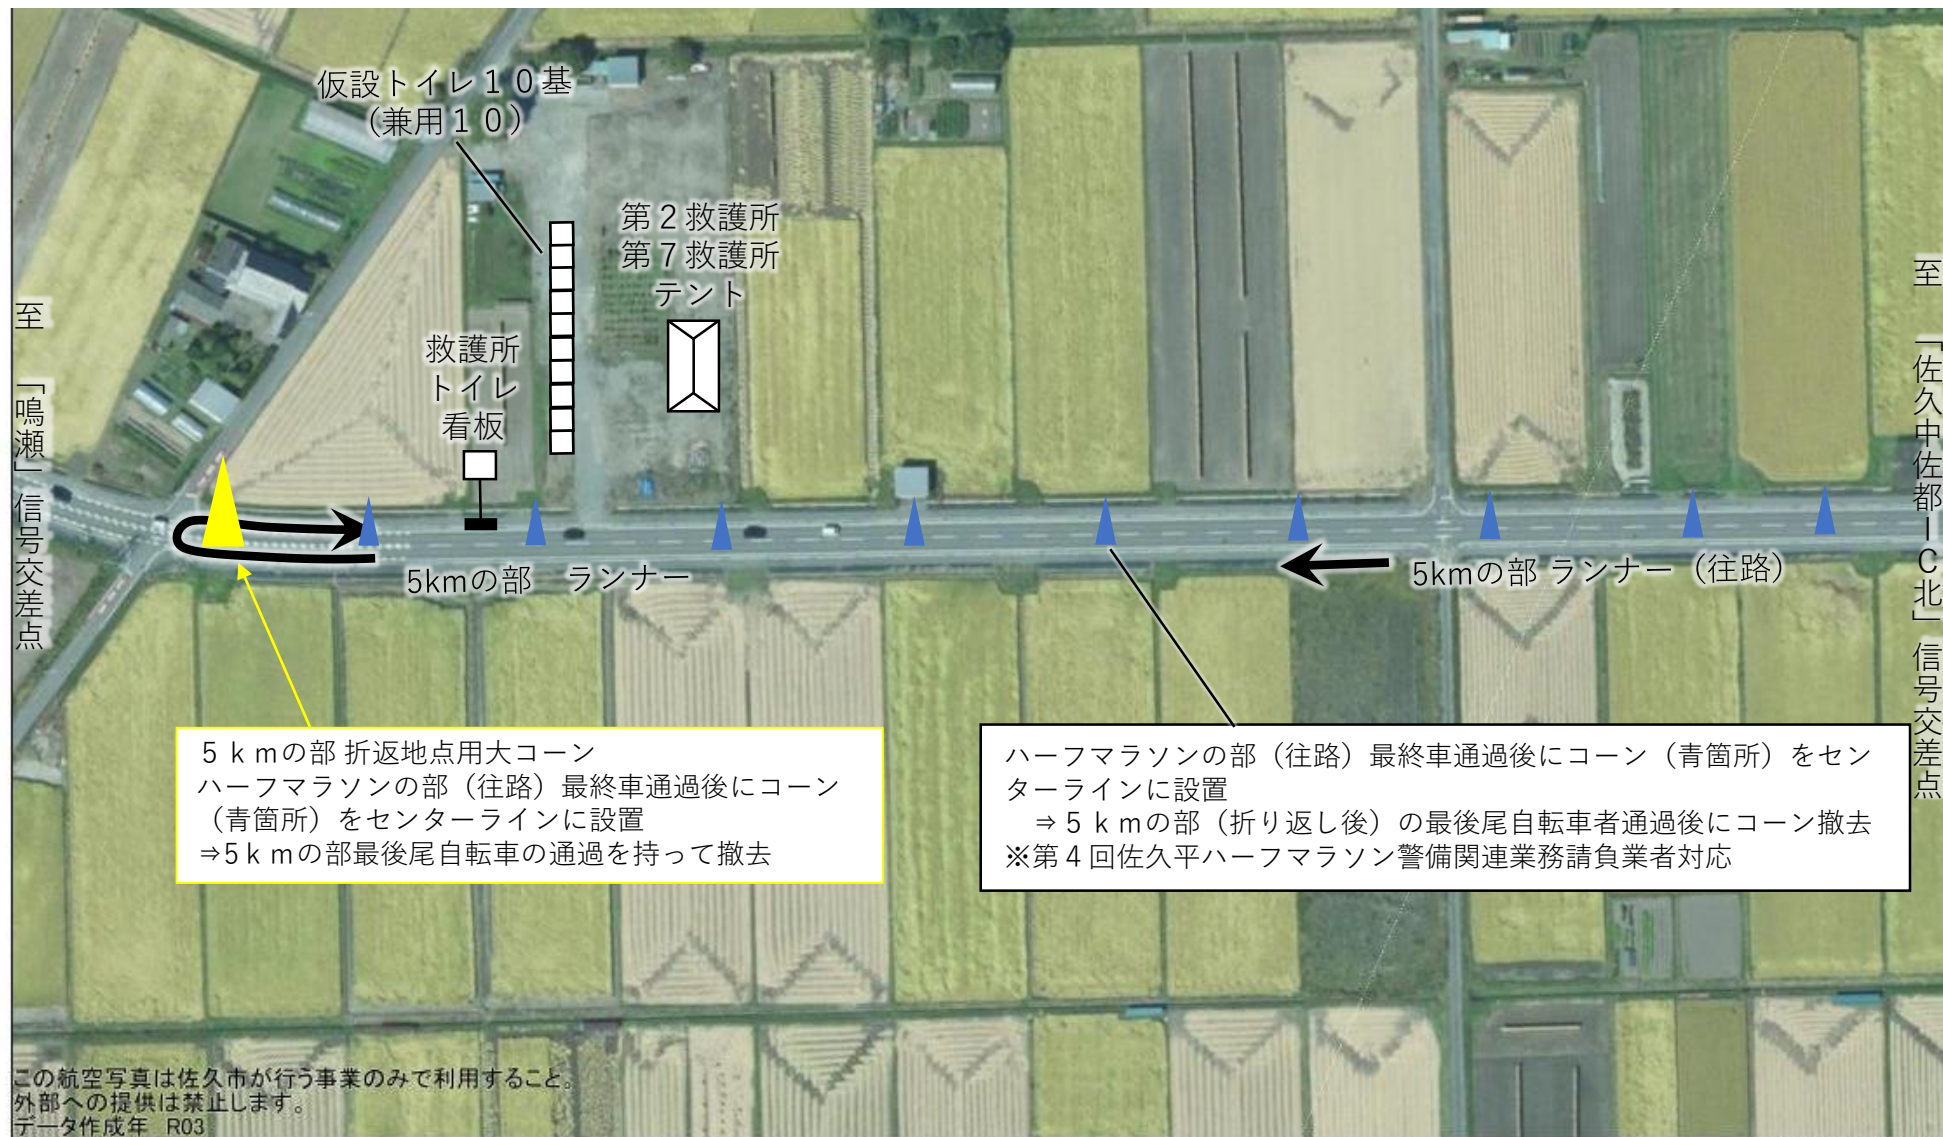 仮設トイレ１０基
（兼用１０）
第２救護所
第７救護所
テント
救護所
トイレ
看板
至　「鳴瀬」信号交差点
至　「佐久中佐都ＩＣ北」信号交差点
5kmの部　ランナー
5kmの部 ランナー（往路）
５ｋｍの部 折返地点用大コーン
ハーフマラソンの部（往路）最終車通過後にコーン
（青箇所）をセンターラインに設置
⇒5ｋｍの部最後尾自転車の通過を持って撤去
ハーフマラソンの部（往路）最終車通過後にコーン（青箇所）をセン
ターラインに設置
　⇒５ｋｍの部（折り返し後）の最後尾自転車者通過後にコーン撤去
※第４回佐久平ハーフマラソン警備関連業務請負業者対応
この航空写真は佐久市が行う事業のみで利用すること。
外部への提供は禁止します。
データ作成年　R03